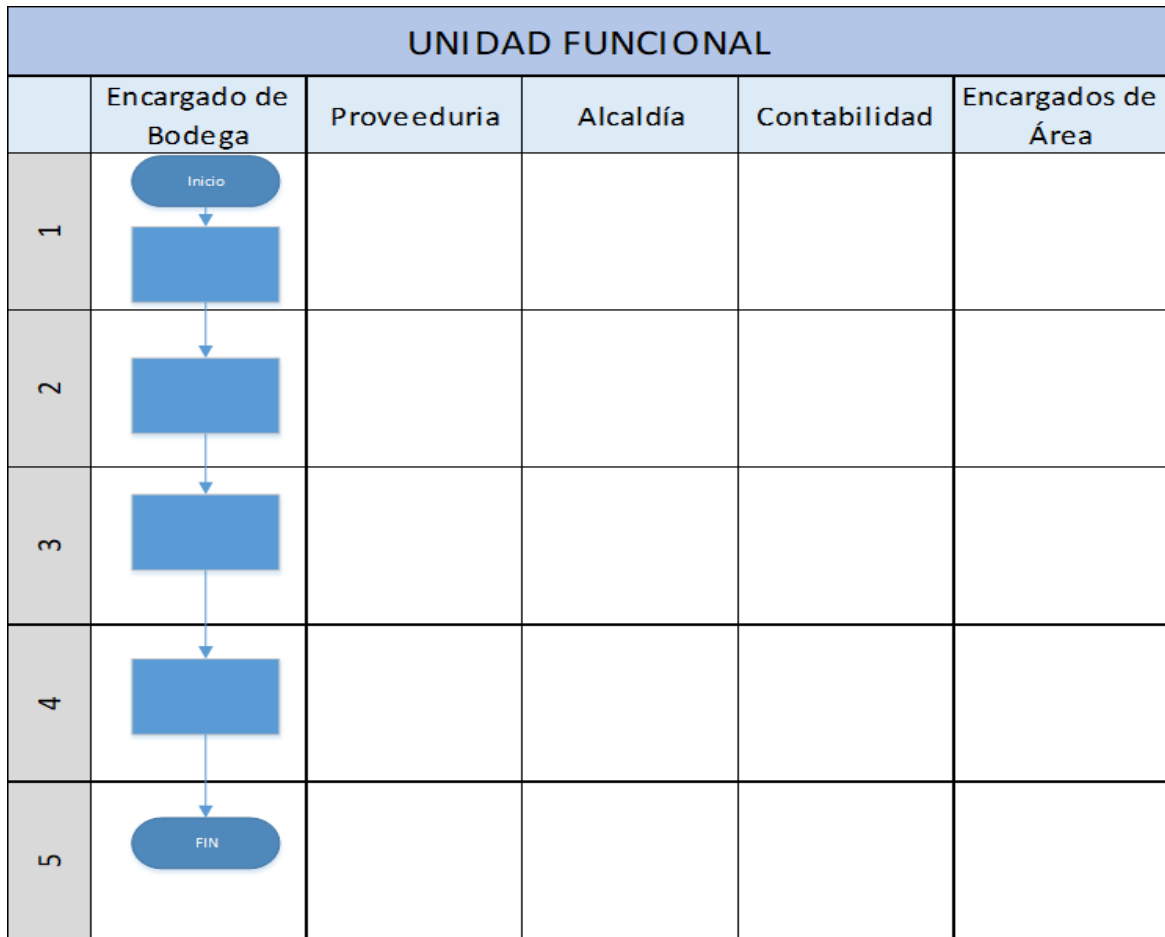 UNIDAD FUNCIONAL
Encargado de
Bodega
Proveeduria
Alcaldía
Contabilidad
Encargados de
Área
1
Inicio
2
3
4
5
FIN